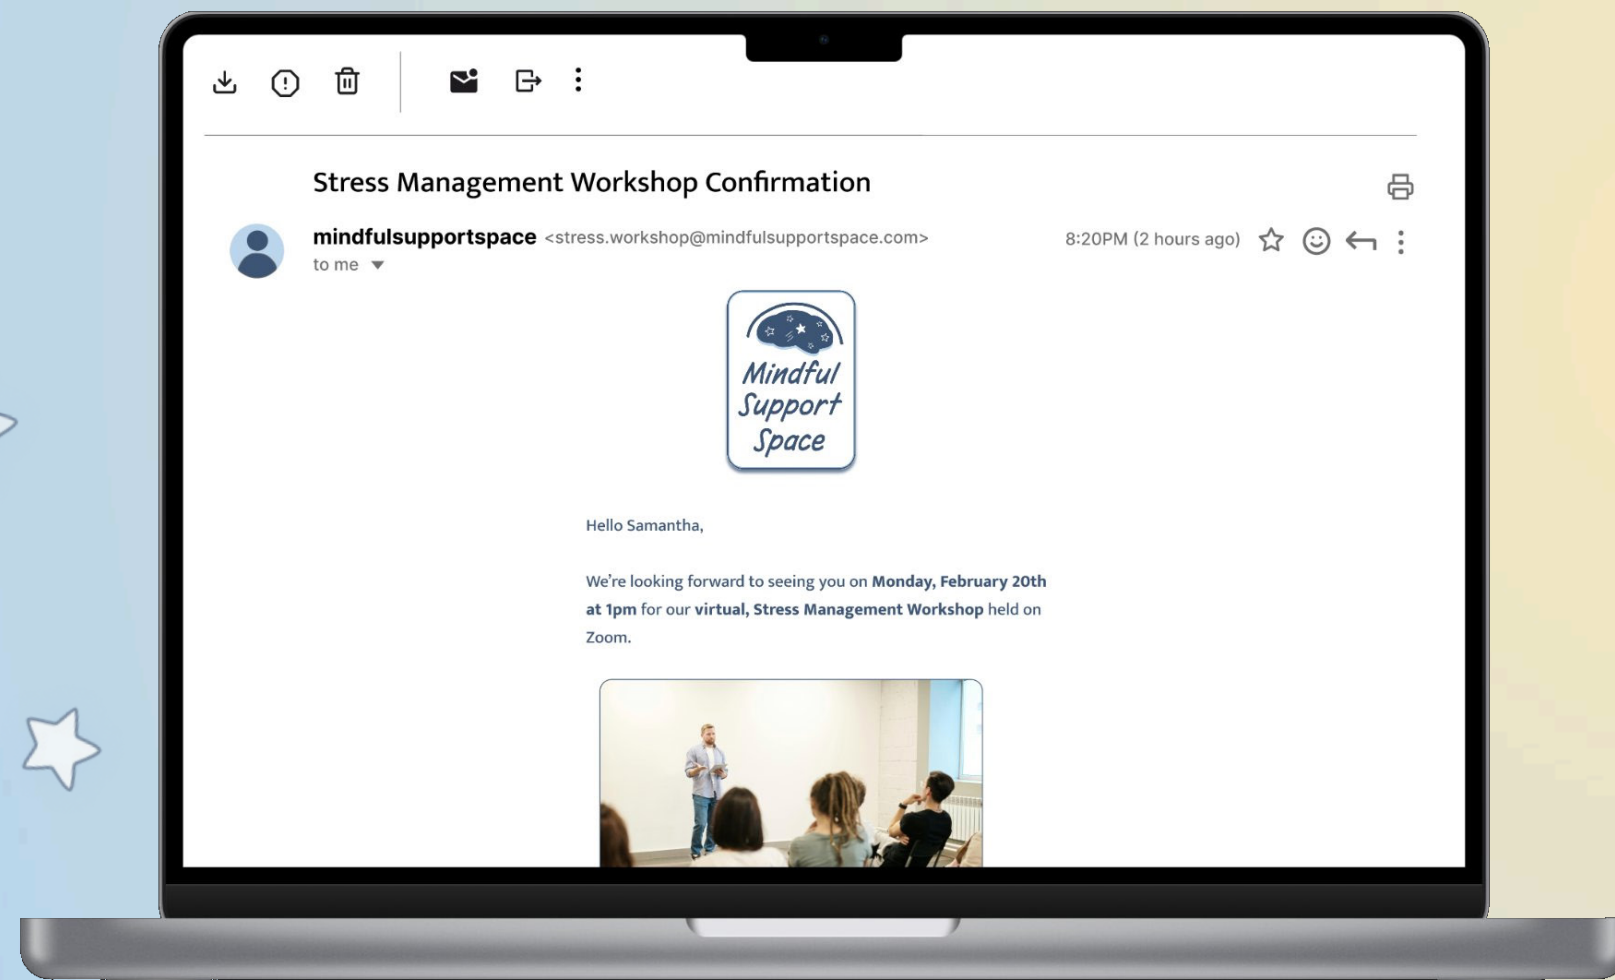 Stress Management Workshop Confirmation
mindfulsupportspace <stress.workshop@mindfulsupportspace.com>
8:20PM (2 hours ago)
to me
Mindful
Support
Space
Hello Samantha,
We’re looking forward to seeing you on Monday, February 20th
at 1pm for our virtual, Stress Management Workshop held on
Zoom.